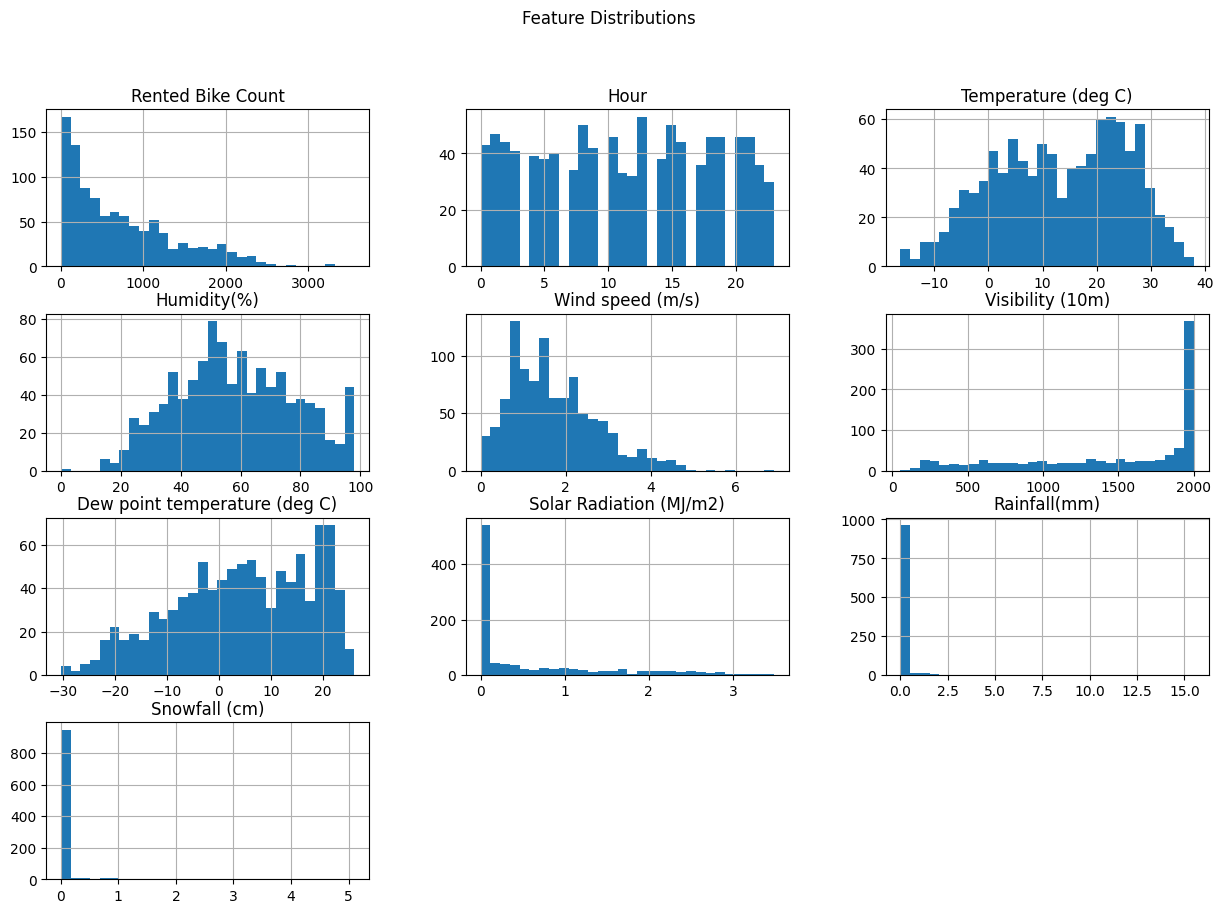 Feature Distributions
Rented Bike Count
Hour
Temperature (deg C)
150
100
50
0
0 1000 2000 3000
40
20
0
0 5 10 15 20
60
40
20
0
−10 0 10 20 30 40
Humidity(%)
Wind speed (m/s)
Visibility (10m)
80
60
40
20
0
0 20 40 60 80 100
100
50
0
0 2 4 6
300
200
100
0
0 500 1000 1500 2000
Dew point temperature (deg C)
Solar Radiation (MJ/m2)
Rainfall(mm)
60
40
20
0
−30 −20 −10 0 10 20
400
200
0
0 1 2 3
1000
750
500
250
0
0.0 2.5 5.0 7.5 10.0 12.5 15.0
Snowfall (cm)
800
600
400
200
0
0 1 2 3 4 5